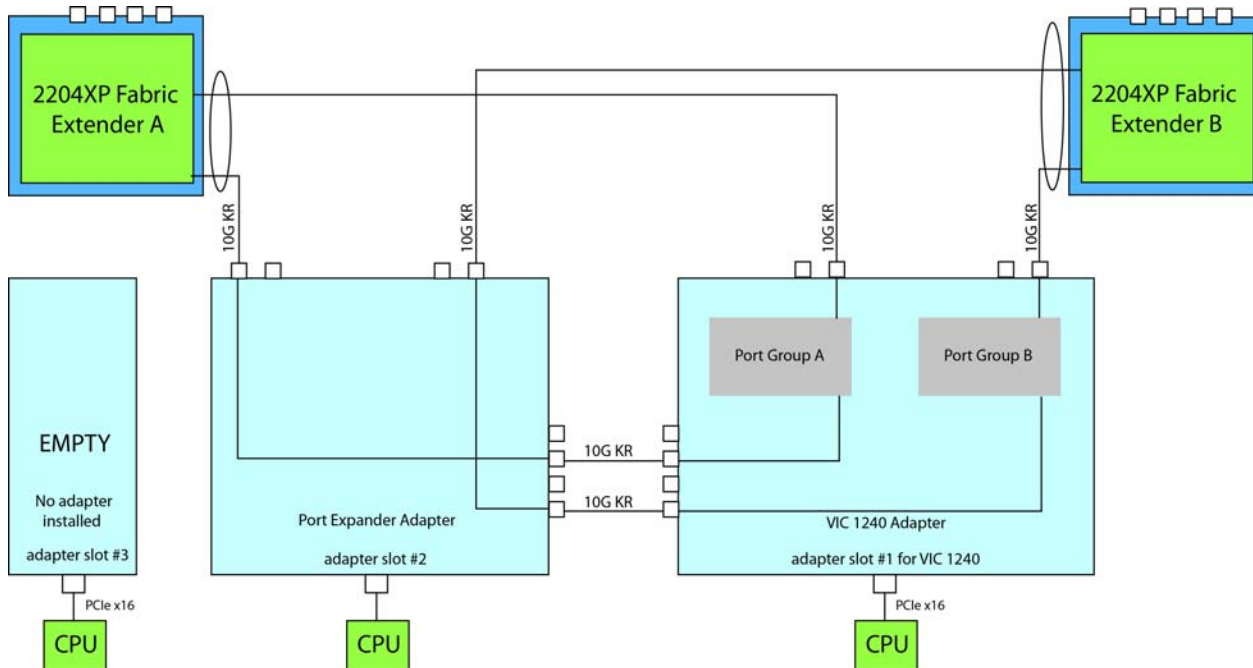 2204XP Fabric
Extender A
2204XP Fabric
Extender B
10G KR
10G KR
10G KR
10G KR
EMPTY
No adapter
installed
adapter slot #3
Port Group A
Port Group B
10G KR
10G KR
Port Expander Adapter
adapter slot #2
VIC 1240 Adapter
adapter slot #1 for VIC 1240
PCIe x16
PCIe x16
CPU
CPU
CPU